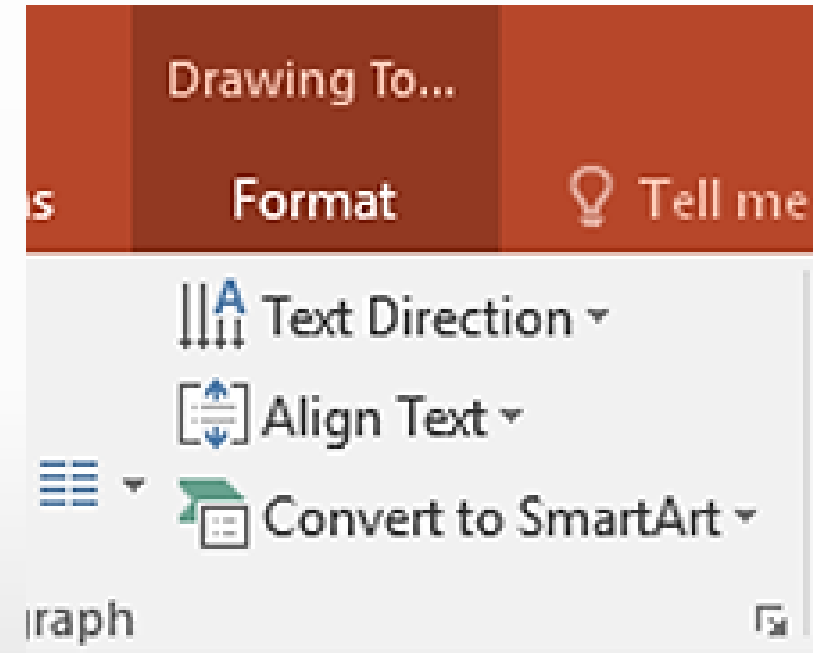 Drawing To...
Format
Tell me
Text Direction
Align Text
Convert to SmartArt